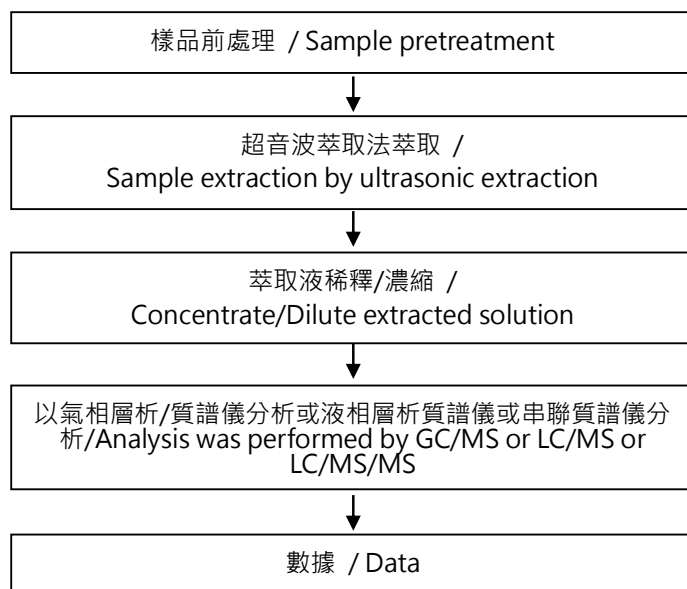 樣品前處理 / Sample pretreatment
超音波萃取法萃取 /
Sample extraction by ultrasonic extraction
萃取液稀釋/濃縮 /
Concentrate/Dilute extracted solution
以氣相層析/質譜儀分析或液相層析質譜儀或串聯質譜儀分
析/Analysis was performed by GC/MS or LC/MS or
LC/MS/MS
數據 / Data